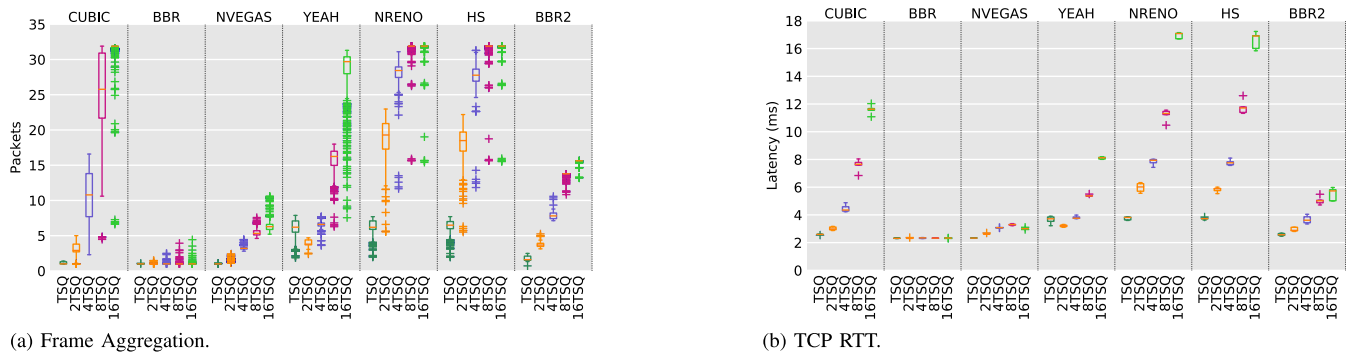 CUBIC BBR NVEGAS YEAH NRENO HS BBR2
35
30
25
20
15
10
5
0
Packets
TSQ 2TSQ 4TSQ 8TSQ 16TSQ TSQ 2TSQ 4TSQ 8TSQ 16TSQ TSQ 2TSQ 4TSQ 8TSQ 16TSQ TSQ 2TSQ 4TSQ 8TSQ 16TSQ TSQ 2TSQ 4TSQ 8TSQ 16TSQ TSQ 2TSQ 4TSQ 8TSQ 16TSQ TSQ 2TSQ 4TSQ 8TSQ 16TSQ
(a) Frame Aggregation.
CUBIC BBR NVEGAS YEAH NRENO HS BBR2
18
16
14
12
10
8
6
4
2
0
Latency (ms)
TSQ 2TSQ 4TSQ 8TSQ 16TSQ TSQ 2TSQ 4TSQ 8TSQ 16TSQ TSQ 2TSQ 4TSQ 8TSQ 16TSQ TSQ 2TSQ 4TSQ 8TSQ 16TSQ TSQ 2TSQ 4TSQ 8TSQ 16TSQ TSQ 2TSQ 4TSQ 8TSQ 16TSQ TSQ 2TSQ 4TSQ 8TSQ 16TSQ
(b) TCP RTT.